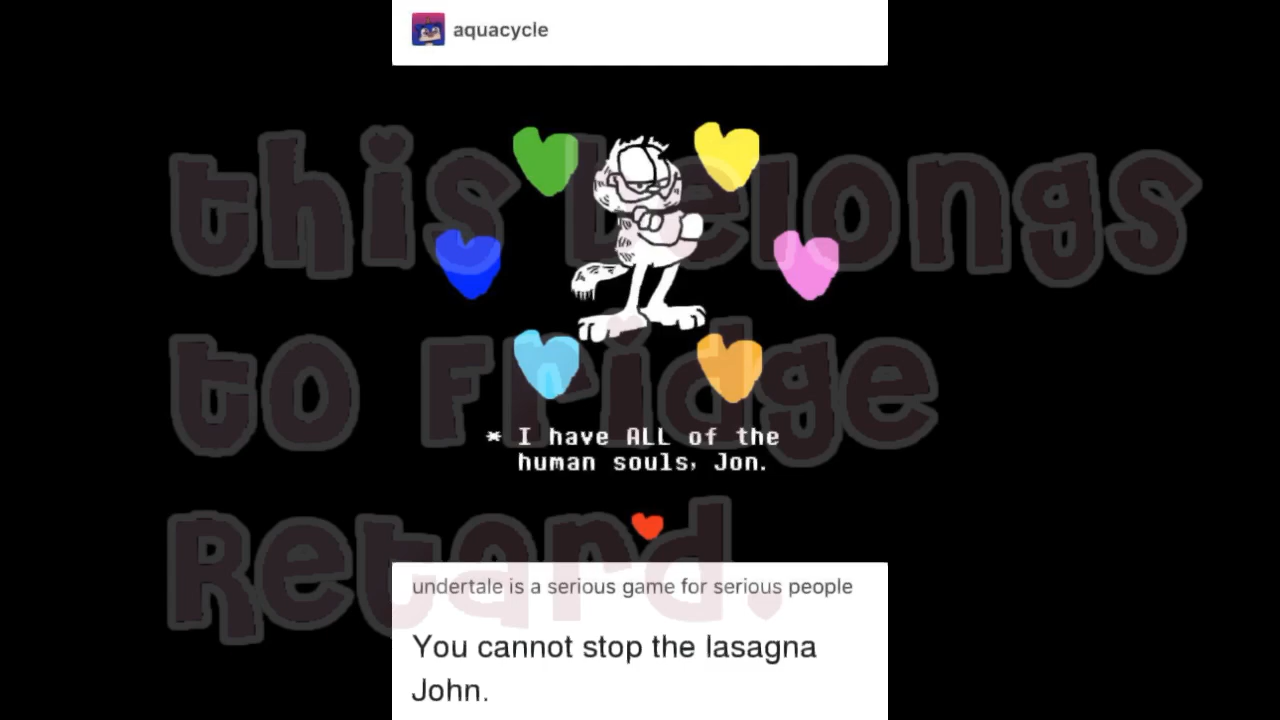 aquacycle
this belongs
to Fridge
Retard.
* I have ALL of the
human souls, Jon.
undertale is a serious game for serious people
You cannot stop the lasagna
John.